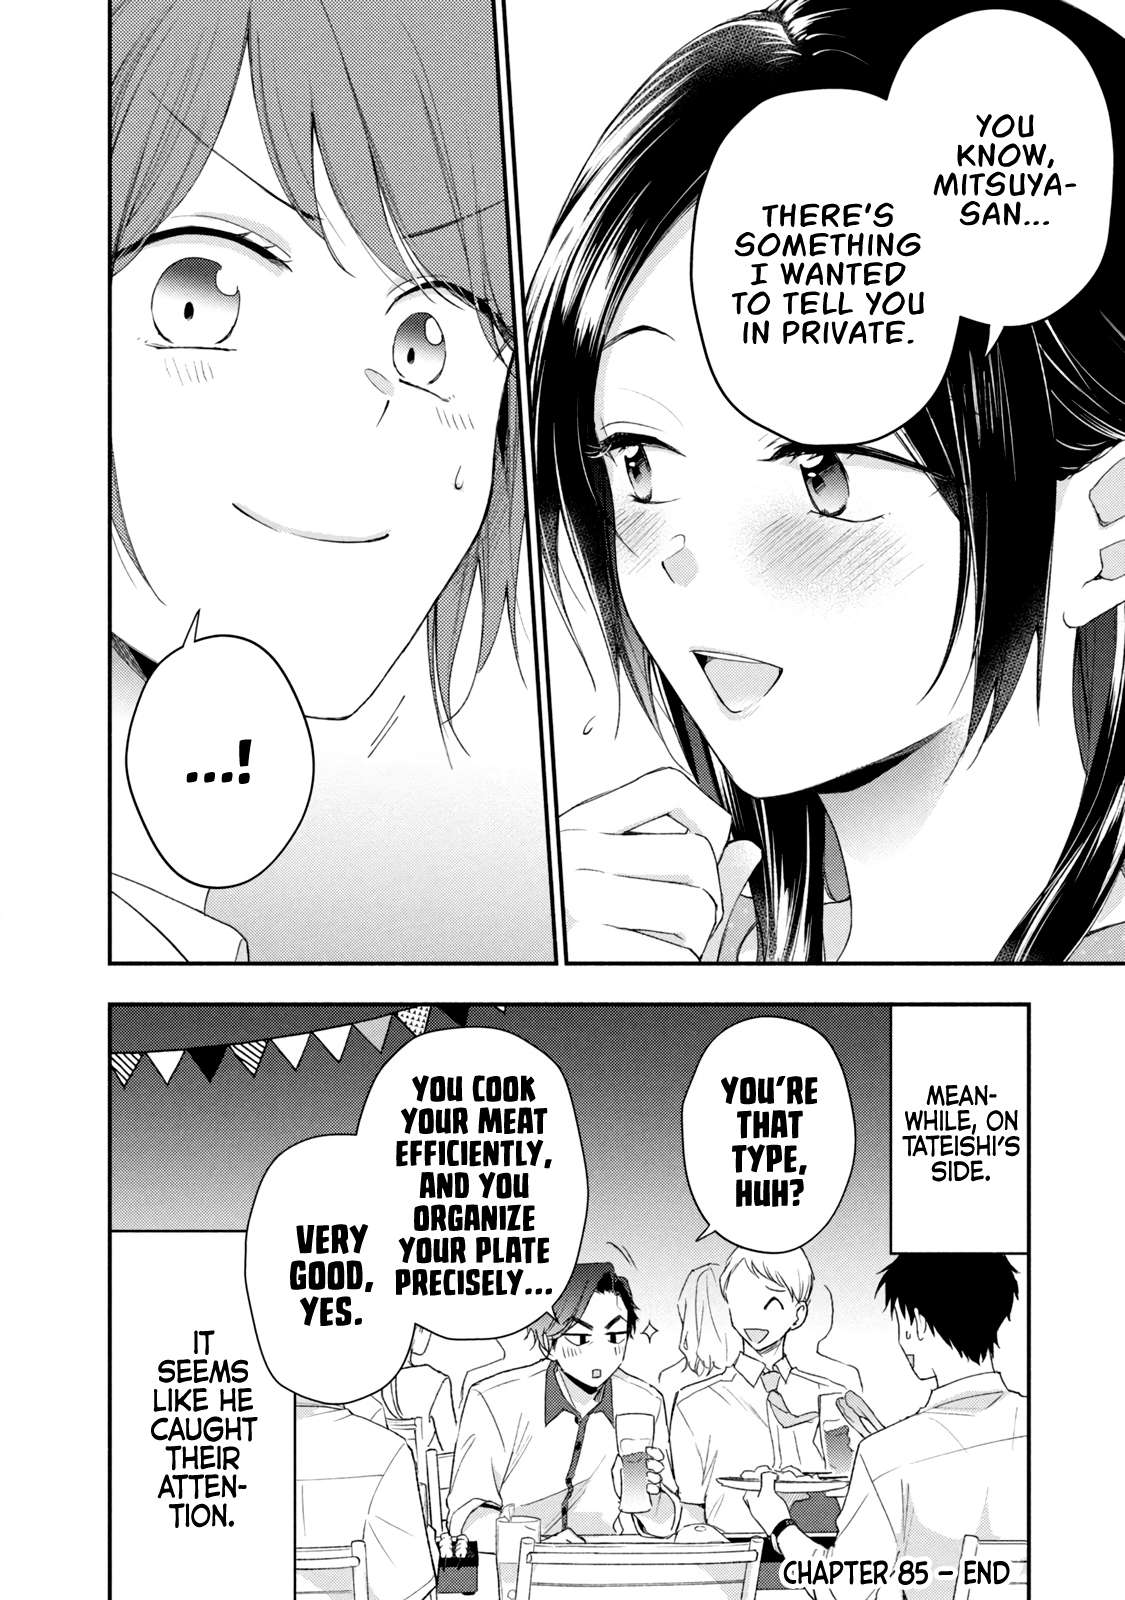 YOU
KNOW,
MITSUYA-
SAN...
THERE'S
SOMETHING
I WANTED
TO TELL YOU
IN PRIVATE.
...!
MEAN-
WHILE, ON
TATEISHI'S
SIDE.
YOU'RE
THAT
TYPE,
HUH?
YOU COOK
YOUR MEAT
EFFICIENTLY,
AND YOU
ORGANIZE
YOUR PLATE
PRECISELY...
VERY
GOOD,
YES.
IT
SEEMS
LIKE HE
CAUGHT
THEIR
ATTEN-
TION.
CHAPTER 85 – END